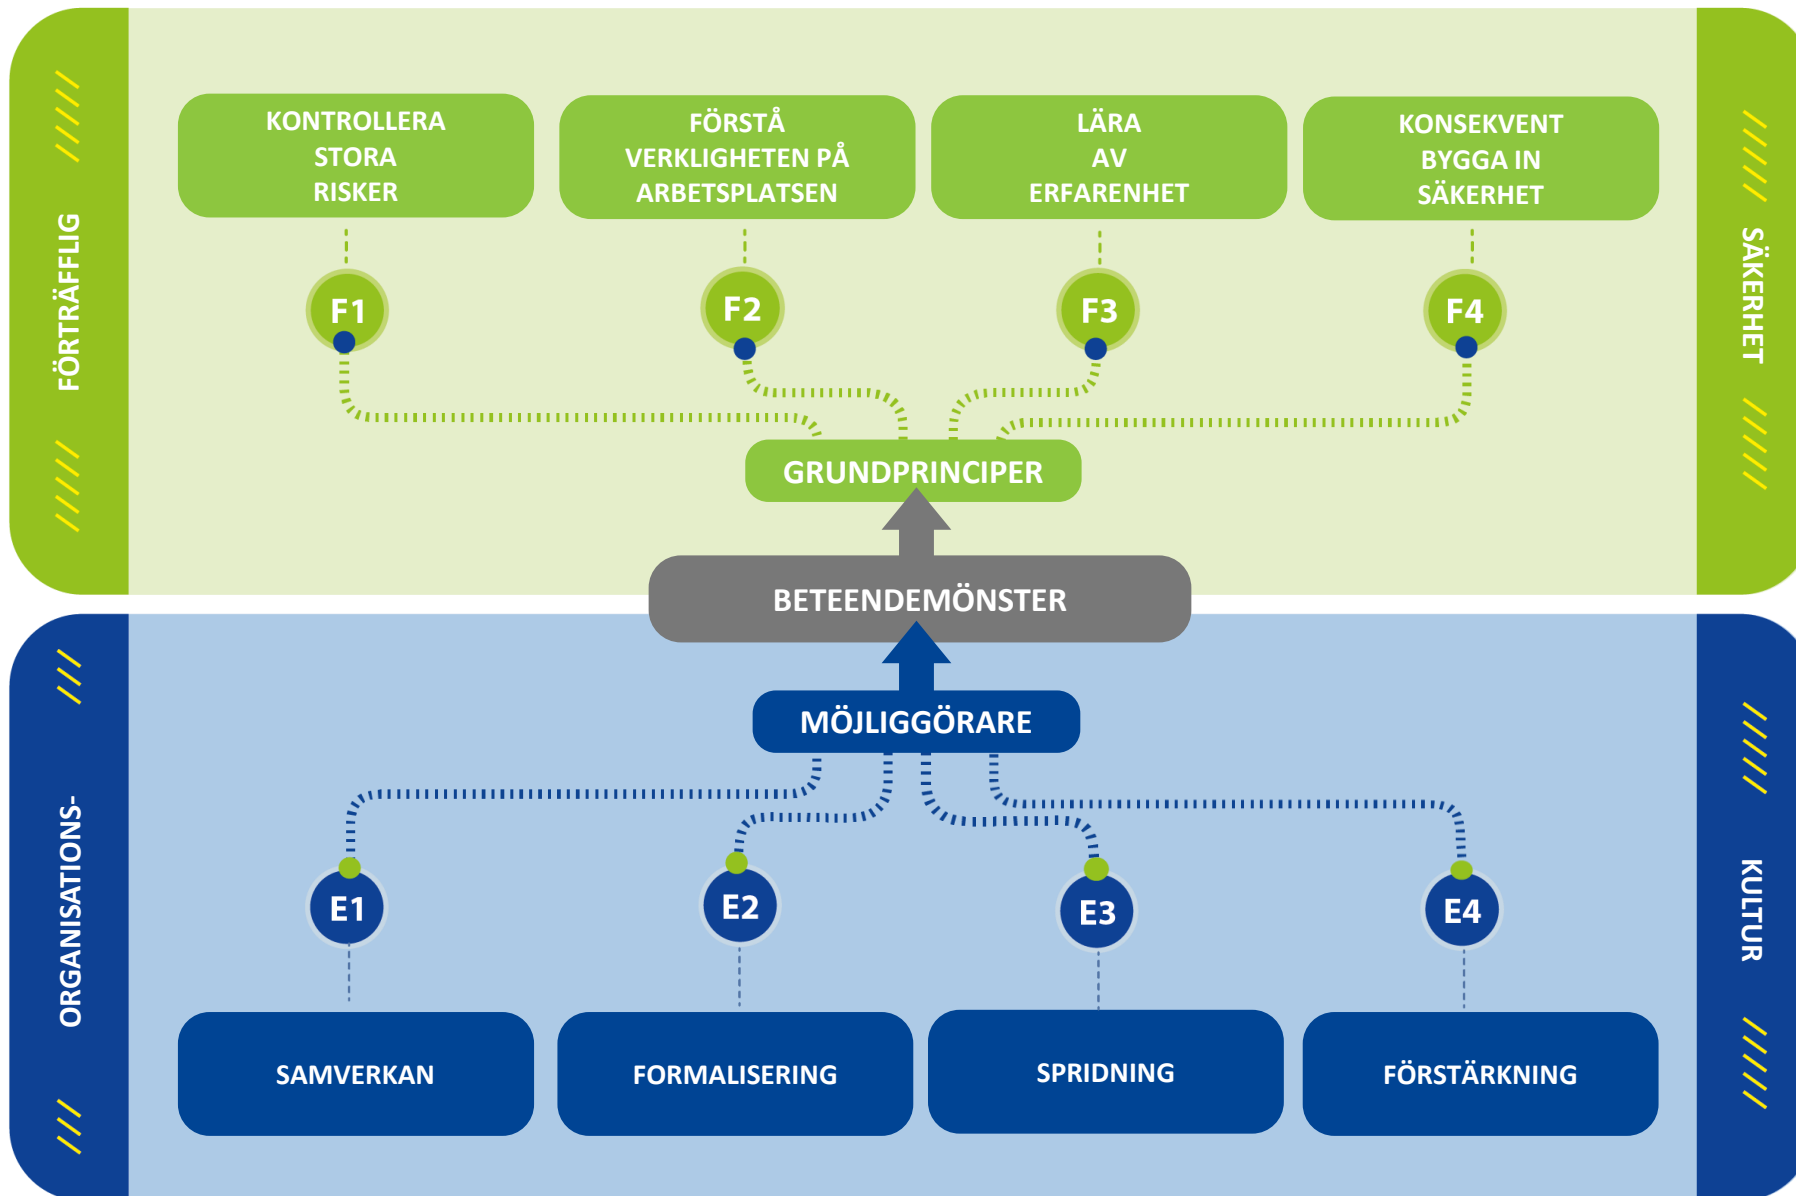 FÖRTRÄFFLIG
SÄKERHET
KONTROLLERA
STORA
RISKER
FÖRSTÅ
VERKLIGHETEN PÅ
ARBETSPLATSEN
LÄRA
AV
ERFARENHET
KONSEKVENT
BYGGA IN
SÄKERHET
F1
F2
F3
F4
GRUNDPRINCIPER
BETEENDEMÖNSTER
MÖJLIGGÖRARE
ORGANISATIONS-
KULTUR
E1
E2
E3
E4
SAMVERKAN
FORMALISERING
SPRIDNING
FÖRSTÄRKNING